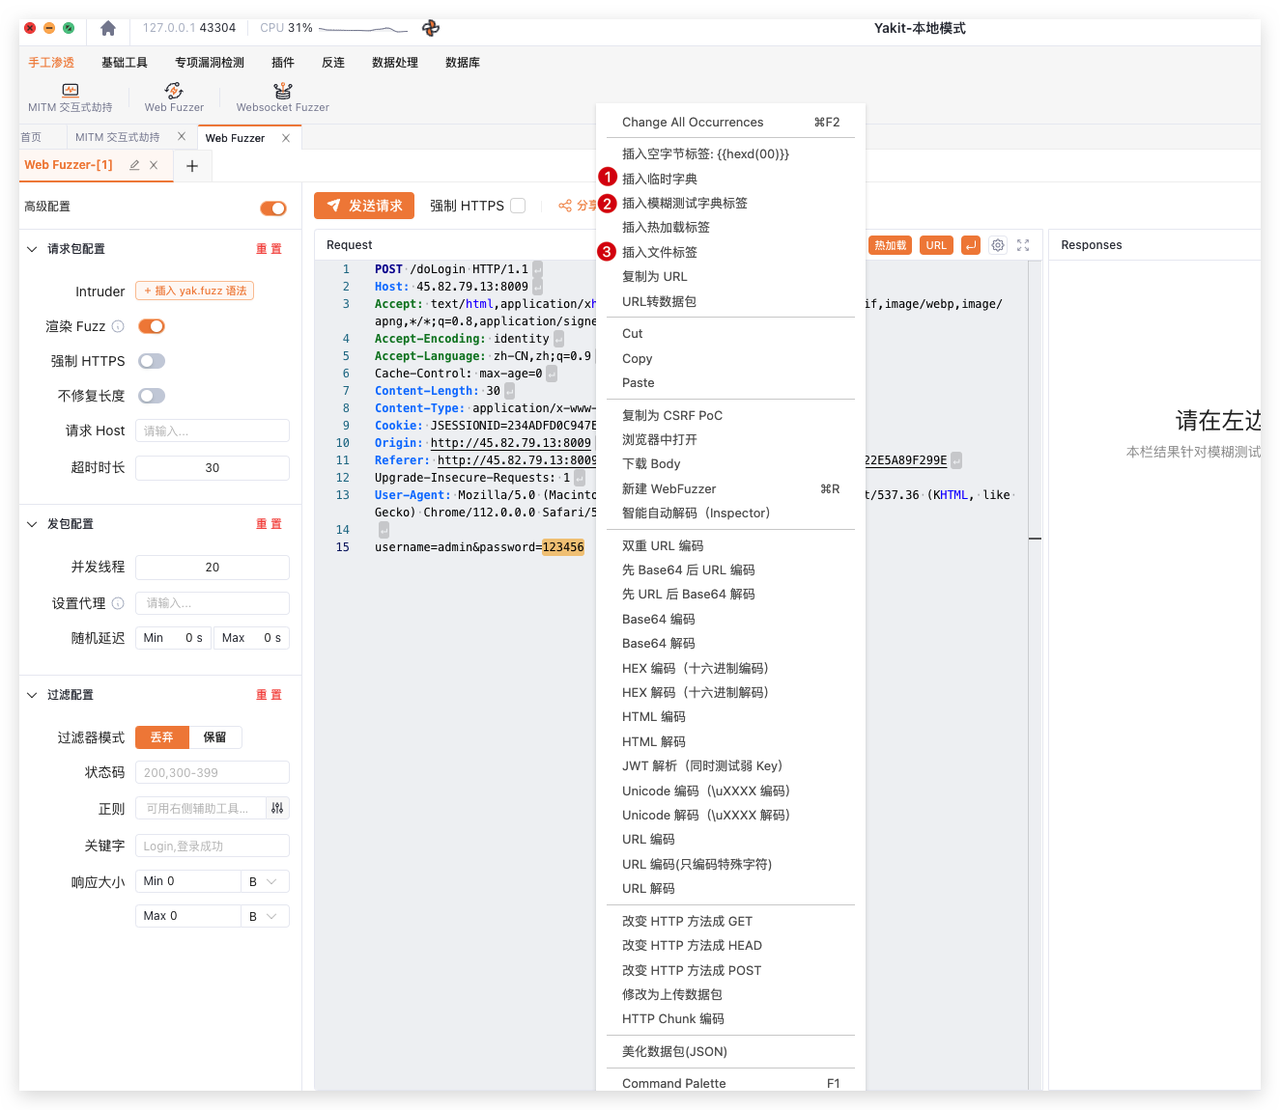 127.0.0.1 43304 CPU 31% Yakit-本地模式
手工渗透 基础工具 专项漏洞检测 插件 反连 数据处理 数据库
MITM 交互式劫持 Web Fuzzer Websocket Fuzzer
首页 MITM 交互式劫持 Web Fuzzer
Web Fuzzer-[1]
高级配置
请求包配置 重 置
Intruder + 插入 yak.fuzz 语法
渲染 Fuzz
强制 HTTPS
不修复长度
请求 Host 请输入...
超时时长 30
发包配置 重 置
并发线程 20
设置代理 请输入...
随机延迟 Min 0 s Max 0 s
过滤配置 重 置
过滤器模式 丢弃 保留
状态码 200,300-399
正则 可用右侧辅助工具...
关键字 Login,登录成功
响应大小 Min 0 B
Max 0 B
发送请求 强制 HTTPS 分享
Request 热加载 URL
1 POST /doLogin HTTP/1.1
2 Host: 45.82.79.13:8009
3 Accept: text/html,application/xh if,image/webp,image/
apng,*/*;q=0.8,application/signe
4 Accept-Encoding: identity
5 Accept-Language: zh-CN,zh;q=0.9
6 Cache-Control: max-age=0
7 Content-Length: 30
8 Content-Type: application/x-www-
9 Cookie: JSESSIONID=234ADFD0C947E
10 Origin: http://45.82.79.13:8009
11 Referer: http://45.82.79.13:8009 22E5A89F299E
12 Upgrade-Insecure-Requests: 1
13 User-Agent: Mozilla/5.0 (Macinto t/537.36 (KHTML, like
Gecko) Chrome/112.0.0.0 Safari/5
14
15 username=admin&password=123456
Change All Occurrences ⌘F2
插入空字节标签: {{hexd(00)}}
1 插入临时字典
2 插入模糊测试字典标签
插入热加载标签
3 插入文件标签
复制为 URL
URL转数据包
Cut
Copy
Paste
复制为 CSRF PoC
浏览器中打开
下载 Body
新建 WebFuzzer ⌘R
智能自动解码（Inspector）
双重 URL 编码
先 Base64 后 URL 编码
先 URL 后 Base64 解码
Base64 编码
Base64 解码
HEX 编码（十六进制编码）
HEX 解码（十六进制解码）
HTML 编码
HTML 解码
JWT 解析（同时测试弱 Key）
Unicode 编码（\uXXXX 编码）
Unicode 解码（\uXXXX 解码）
URL 编码
URL 编码(只编码特殊字符)
URL 解码
改变 HTTP 方法成 GET
改变 HTTP 方法成 HEAD
改变 HTTP 方法成 POST
修改为上传数据包
HTTP Chunk 编码
美化数据包(JSON)
Command Palette F1
Responses
请在左边
本栏结果针对模糊测试